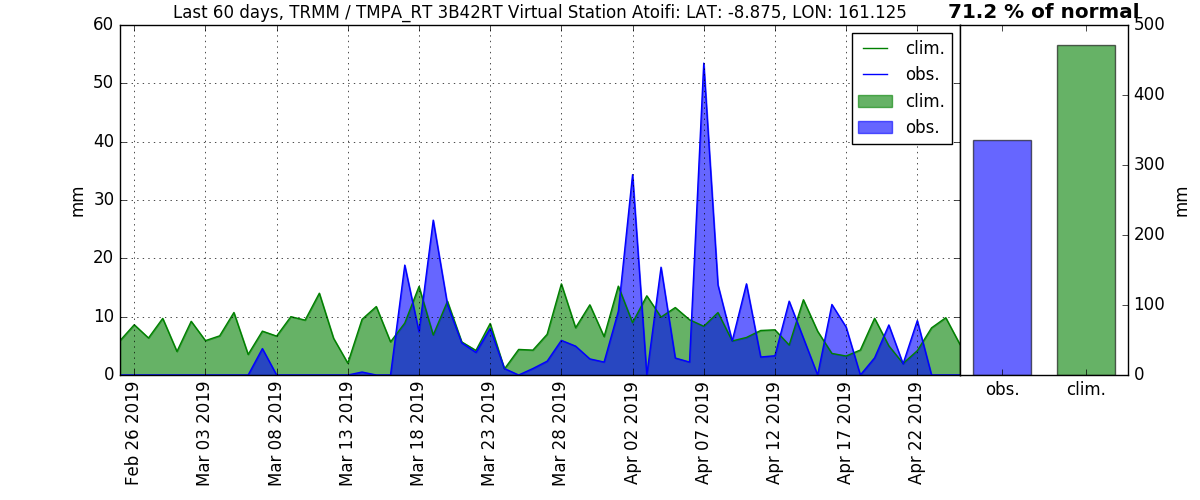 Last 60 days, TRMM / TMPA_RT 3B42RT Virtual Station Atoifi: LAT: -8.875, LON: 161.125
71.2 % of normal
60
50
40
30
20
10
0
mm
clim.
obs.
clim.
obs.
500
400
300
200
100
0
mm
obs.
clim.
Feb 26 2019
Mar 03 2019
Mar 08 2019
Mar 13 2019
Mar 18 2019
Mar 23 2019
Mar 28 2019
Apr 02 2019
Apr 07 2019
Apr 12 2019
Apr 17 2019
Apr 22 2019